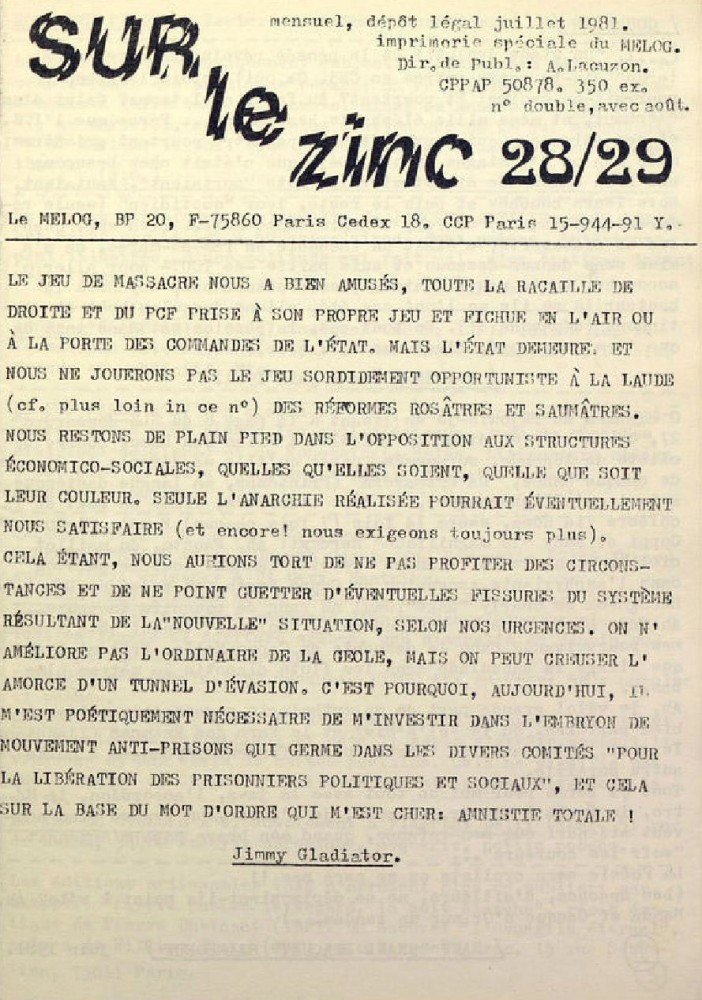 SUR le zinc 28/29
mensuel, dépôt légal juillet 1981.
imprimerie spéciale du MELOG.
Dir. de Publ.: A. Lacuzon.
CPPAP 50878. 350 ex.
n° double, avec août.
Le MELOG, BP 20, F-75860 Paris Cedex 18. CCP Paris 15-944-91 Y.
LE JEU DE MASSACRE NOUS A BIEN AMUSÉS, TOUTE LA RACAILLE DE
DROITE ET DU PCF PRISE À SON PROPRE JEU ET FICHUE EN L'AIR OU
À LA PORTE DES COMMANDES DE L'ÉTAT. MAIS L'ÉTAT DEMEURE. ET
NOUS NE JOUERONS PAS LE JEU SORDIDEMENT OPPORTUNISTE À LA LAUDE
(cf. plus loin in ce n°) DES RÉFORMES ROSÂTRES ET SAUMÂTRES.
NOUS RESTONS DE PLAIN PIED DANS L'OPPOSITION AUX STRUCTURES
ÉCONOMICO-SOCIALES, QUELLES QU'ELLES SOIENT, QUELLE QUE SOIT
LEUR COULEUR. SEULE L'ANARCHIE RÉALISÉE POURRAIT ÉVENTUELLEMENT
NOUS SATISFAIRE (et encore! nous exigeons toujours plus).
CELA ÉTANT, NOUS AURIONS TORT DE NE PAS PROFITER DES CIRCONS-
TANCES ET DE NE POINT GUETTER D'ÉVENTUELLES FISSURES DU SYSTÈME
RÉSULTANT DE LA"NOUVELLE" SITUATION, SELON NOS URGENCES. ON N'
AMÉLIORE PAS L'ORDINAIRE DE LA GEOLE, MAIS ON PEUT CREUSER L'
AMORCE D'UN TUNNEL D'ÉVASION. C'EST POURQUOI, AUJOURD'HUI, IL
M'EST POÉTIQUEMENT NÉCESSAIRE DE M'INVESTIR DANS L'EMBRYON DE
MOUVEMENT ANTI-PRISONS QUI GERME DANS LES DIVERS COMITÉS "POUR
LA LIBÉRATION DES PRISONNIERS POLITIQUES ET SOCIAUX", ET CELA
SUR LA BASE DU MOT D'ORDRE QUI M'EST CHER: AMNISTIE TOTALE !
Jimmy Gladiator.